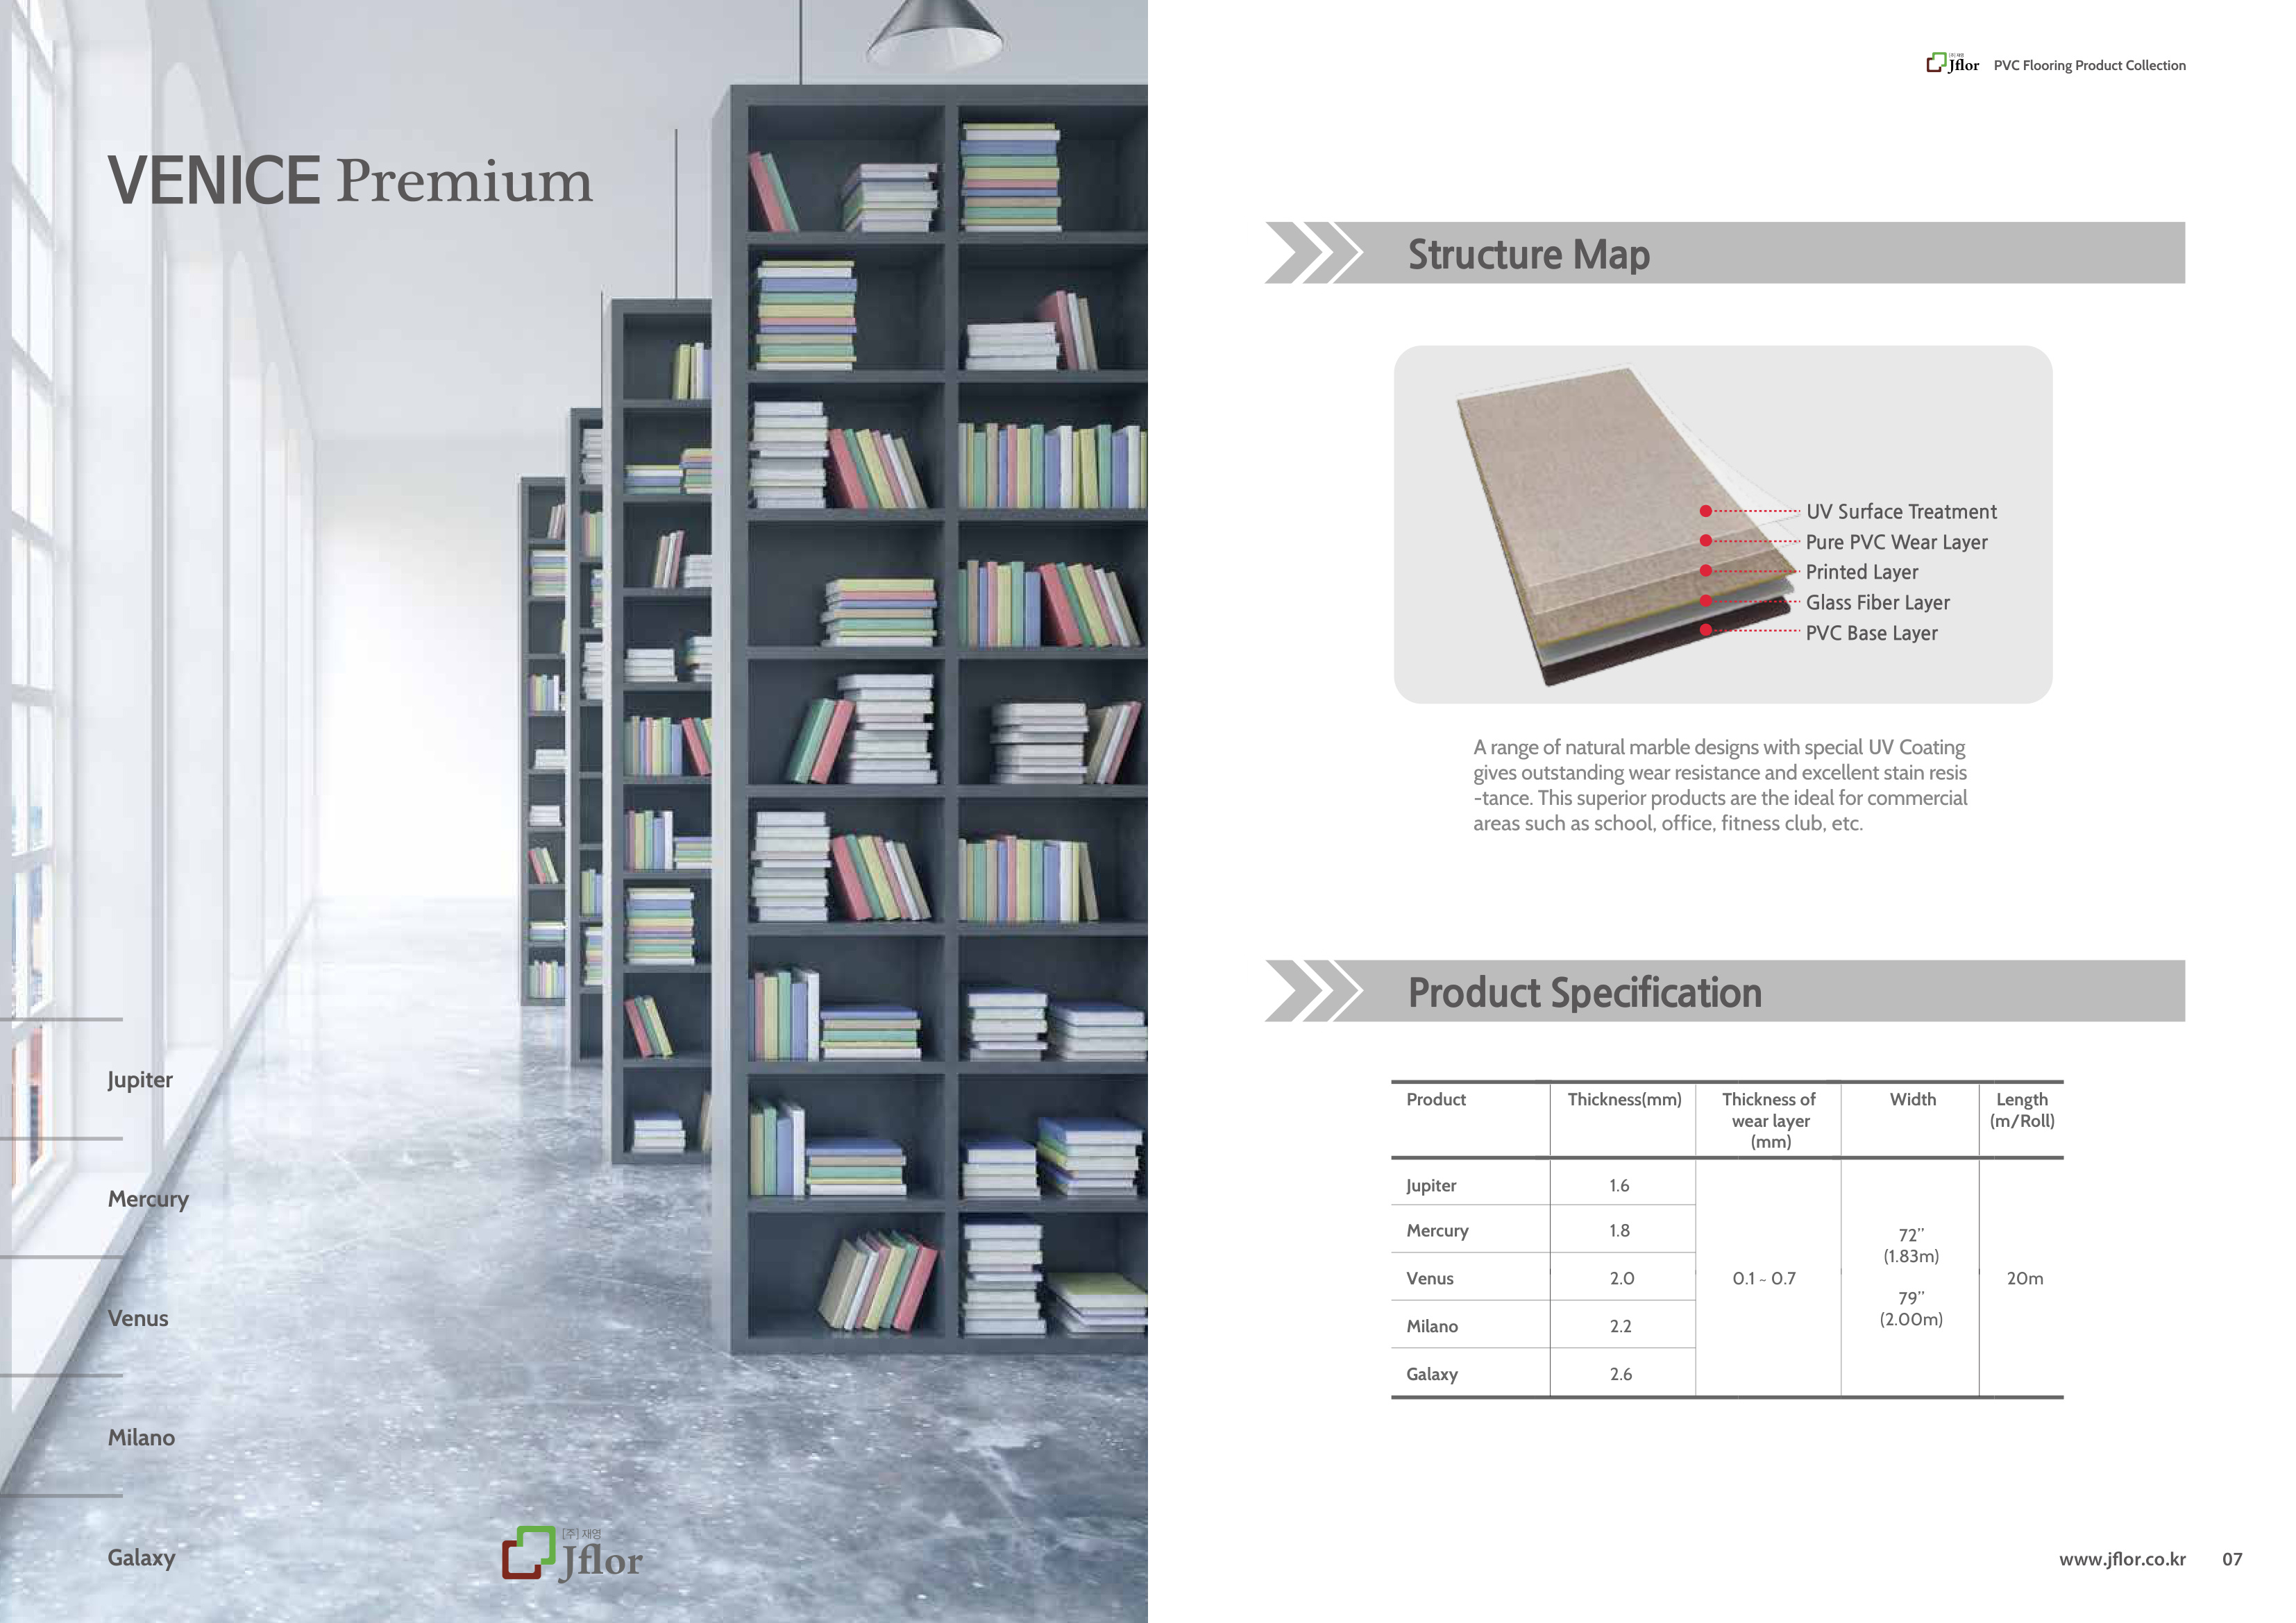 VENICE Premium
Jupiter
Mercury
Venus
Milano
Galaxy
[주] 재영
Jflor
Jflor PVC Flooring Product Collection
Structure Map
UV Surface Treatment
Pure PVC Wear Layer
Printed Layer
Glass Fiber Layer
PVC Base Layer
A range of natural marble designs with special UV Coating
gives outstanding wear resistance and excellent stain resis
-tance. This superior products are the ideal for commercial
areas such as school, office, fitness club, etc.
Product Specification
Product Thickness(mm) Thickness of Width Length
wear layer (m/Roll)
(mm)
Jupiter 1.6
Mercury 1.8
72’’
(1.83m)
Venus 2.0 0.1 ~ 0.7 20m
79’’
(2.00m)
Milano 2.2
Galaxy 2.6
www.jflor.co.kr 07